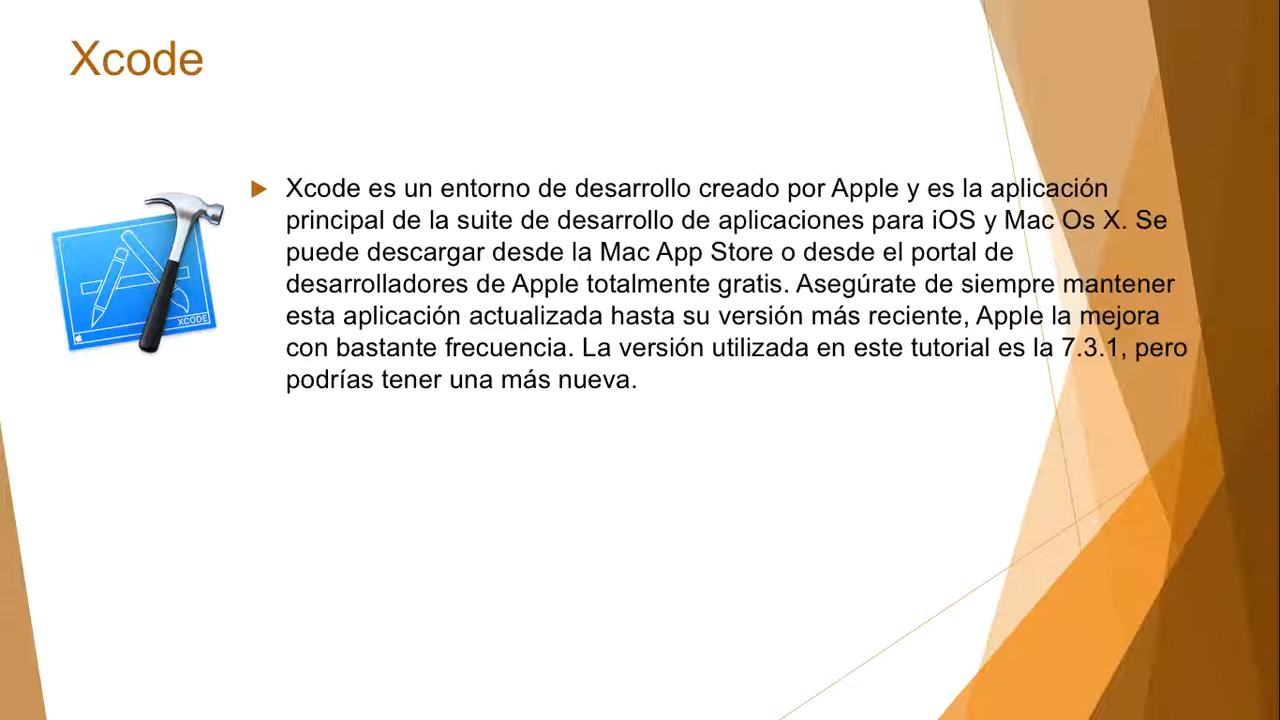 Xcode
Xcode es un entorno de desarrollo creado por Apple y es la aplicación
principal de la suite de desarrollo de aplicaciones para iOS y Mac Os X. Se
puede descargar desde la Mac App Store o desde el portal de
desarrolladores de Apple totalmente gratis. Asegúrate de siempre mantener
esta aplicación actualizada hasta su versión más reciente, Apple la mejora
con bastante frecuencia. La versión utilizada en este tutorial es la 7.3.1, pero
podrías tener una más nueva.
XCODE